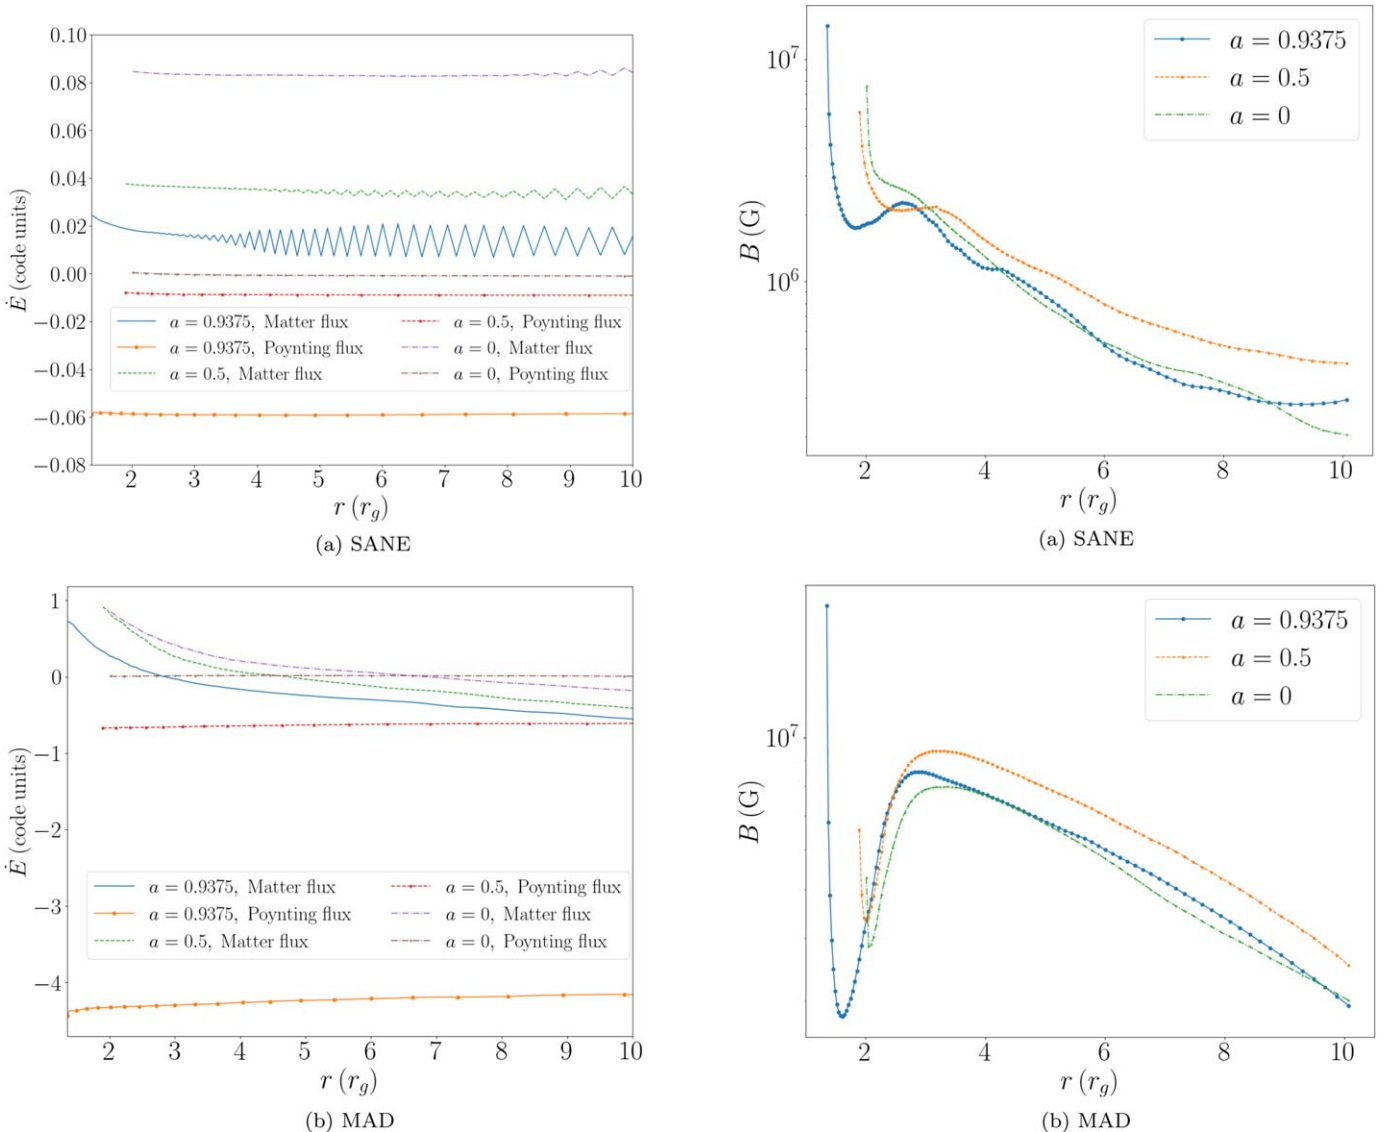 0.10
0.08
0.06
0.04
0.02
0.00
−0.02
−0.04
−0.06
−0.08
Ė (code units)
a = 0.9375, Matter flux
a = 0.9375, Poynting flux
a = 0.5, Matter flux
a = 0.5, Poynting flux
a = 0, Matter flux
a = 0, Poynting flux
2 3 4 5 6 7 8 9 10
r (r_g)
(a) SANE
10^7
10^6
B (G)
a = 0.9375
a = 0.5
a = 0
2 4 6 8 10
r (r_g)
(a) SANE
1
0
−1
−2
−3
−4
Ė (code units)
a = 0.9375, Matter flux
a = 0.9375, Poynting flux
a = 0.5, Matter flux
a = 0.5, Poynting flux
a = 0, Matter flux
a = 0, Poynting flux
2 3 4 5 6 7 8 9 10
r (r_g)
(b) MAD
10^7
B (G)
a = 0.9375
a = 0.5
a = 0
2 4 6 8 10
r (r_g)
(b) MAD